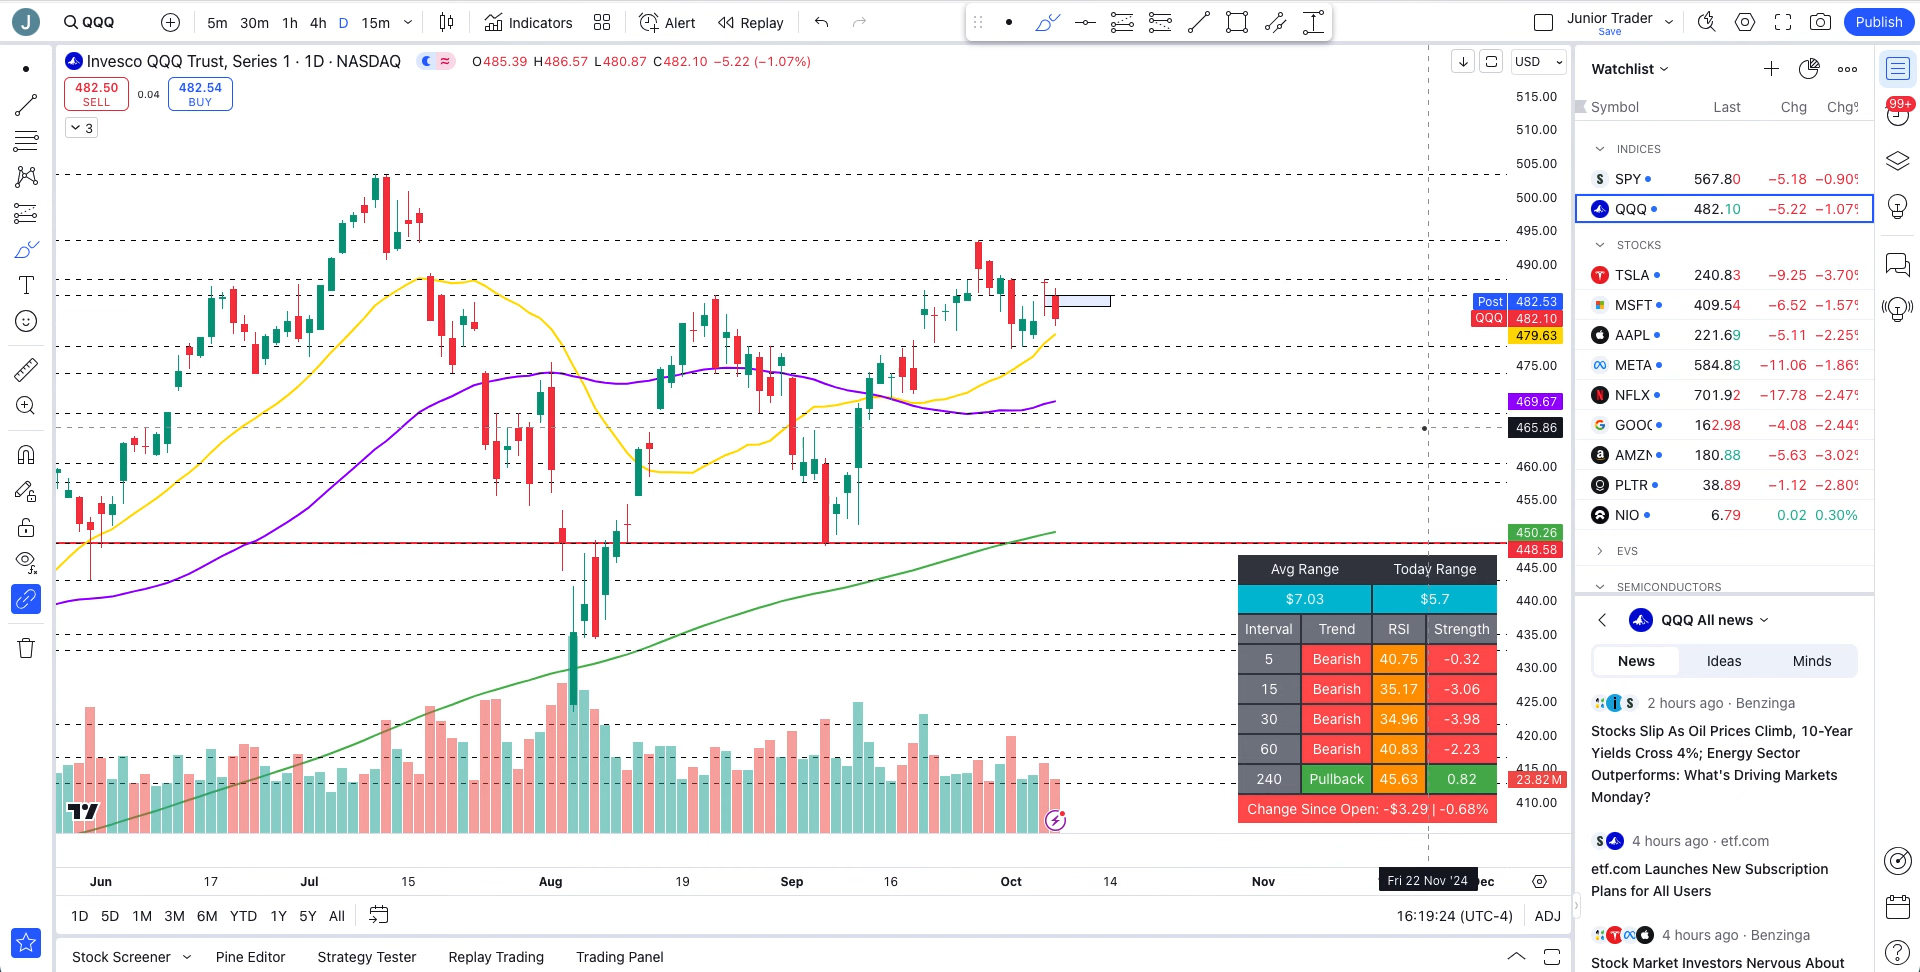 J QQQ 5m 30m 1h 4h D 15m Indicators Alert Replay Junior Trader Save Publish
Invesco QQQ Trust, Series 1 · 1D · NASDAQ O485.39 H486.57 L480.87 C482.10 −5.22 (−1.07%)
482.50 SELL 0.04 482.54 BUY
3
USD
515.00
510.00
505.00
500.00
495.00
490.00
Post 482.53
QQQ 482.10
479.63
475.00
469.67
465.86
460.00
455.00
450.26
448.58
445.00
440.00
435.00
430.00
425.00
420.00
415.00
23.82M
410.00
Avg Range Today Range
$7.03 $5.7
Interval Trend RSI Strength
5 Bearish 40.75 -0.32
15 Bearish 35.17 -3.06
30 Bearish 34.96 -3.98
60 Bearish 40.83 -2.23
240 Pullback 45.63 0.82
Change Since Open: -$3.29 | -0.68%
Jun 17 Jul 15 Aug 19 Sep 16 Oct 14 Nov Fri 22 Nov '24
1D 5D 1M 3M 6M YTD 1Y 5Y All 16:19:24 (UTC-4) ADJ
Stock Screener Pine Editor Strategy Tester Replay Trading Trading Panel
Watchlist
Symbol Last Chg Chg%
INDICES
SPY 567.80 −5.18 −0.90%
QQQ 482.10 −5.22 −1.07%
STOCKS
TSLA 240.83 −9.25 −3.70%
MSFT 409.54 −6.52 −1.57%
AAPL 221.69 −5.11 −2.25%
META 584.88 −11.06 −1.86%
NFLX 701.92 −17.78 −2.47%
GOOG 162.98 −4.08 −2.44%
AMZN 180.88 −5.63 −3.02%
PLTR 38.89 −1.12 −2.80%
NIO 6.79 0.02 0.30%
EVS
SEMICONDUCTORS
QQQ All news
News Ideas Minds
2 hours ago · Benzinga
Stocks Slip As Oil Prices Climb, 10-Year
Yields Cross 4%; Energy Sector
Outperforms: What's Driving Markets
Monday?
4 hours ago · etf.com
etf.com Launches New Subscription
Plans for All Users
4 hours ago · Benzinga
Stock Market Investors Nervous About
99+